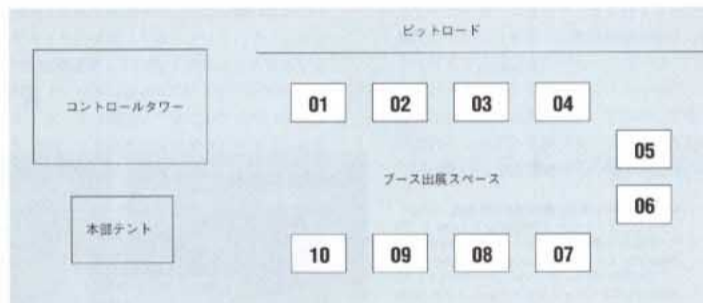 ピットロード
コントロールタワー
01 02 03 04
05
ブース出展スペース
06
本部テント
10 09 08 07